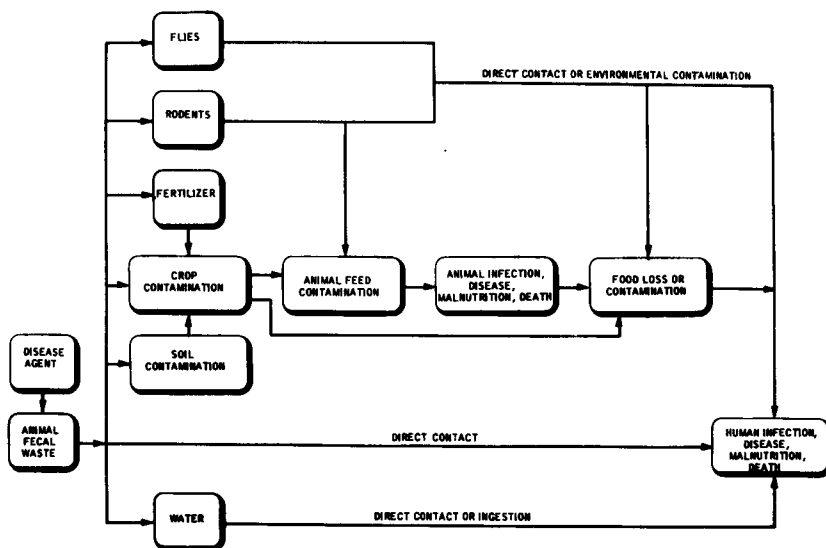 FLIES
DIRECT CONTACT OR ENVIRONMENTAL CONTAMINATION
RODENTS
FERTILIZER
CROP
CONTAMINATION
ANIMAL FEED
CONTAMINATION
ANIMAL INFECTION,
DISEASE,
MALNUTRITION, DEATH
FOOD LOSS OR
CONTAMINATION
SOIL
CONTAMINATION
DISEASE
AGENT
ANIMAL
FECAL
WASTE
DIRECT CONTACT
HUMAN INFECTION,
DISEASE,
MALNUTRITION,
DEATH
WATER
DIRECT CONTACT OR INGESTION